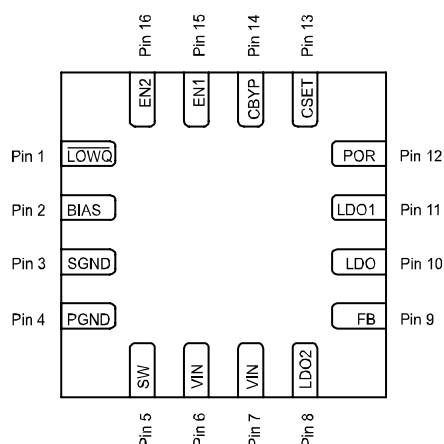 Pin 16
Pin 15
Pin 14
Pin 13
EN2
EN1
CBYP
CSET
Pin 1
LOWQ
POR
Pin 12
Pin 2
BIAS
LDO1
Pin 11
Pin 3
SGND
LDO
Pin 10
Pin 4
PGND
FB
Pin 9
SW
VIN
VIN
LDO2
Pin 5
Pin 6
Pin 7
Pin 8